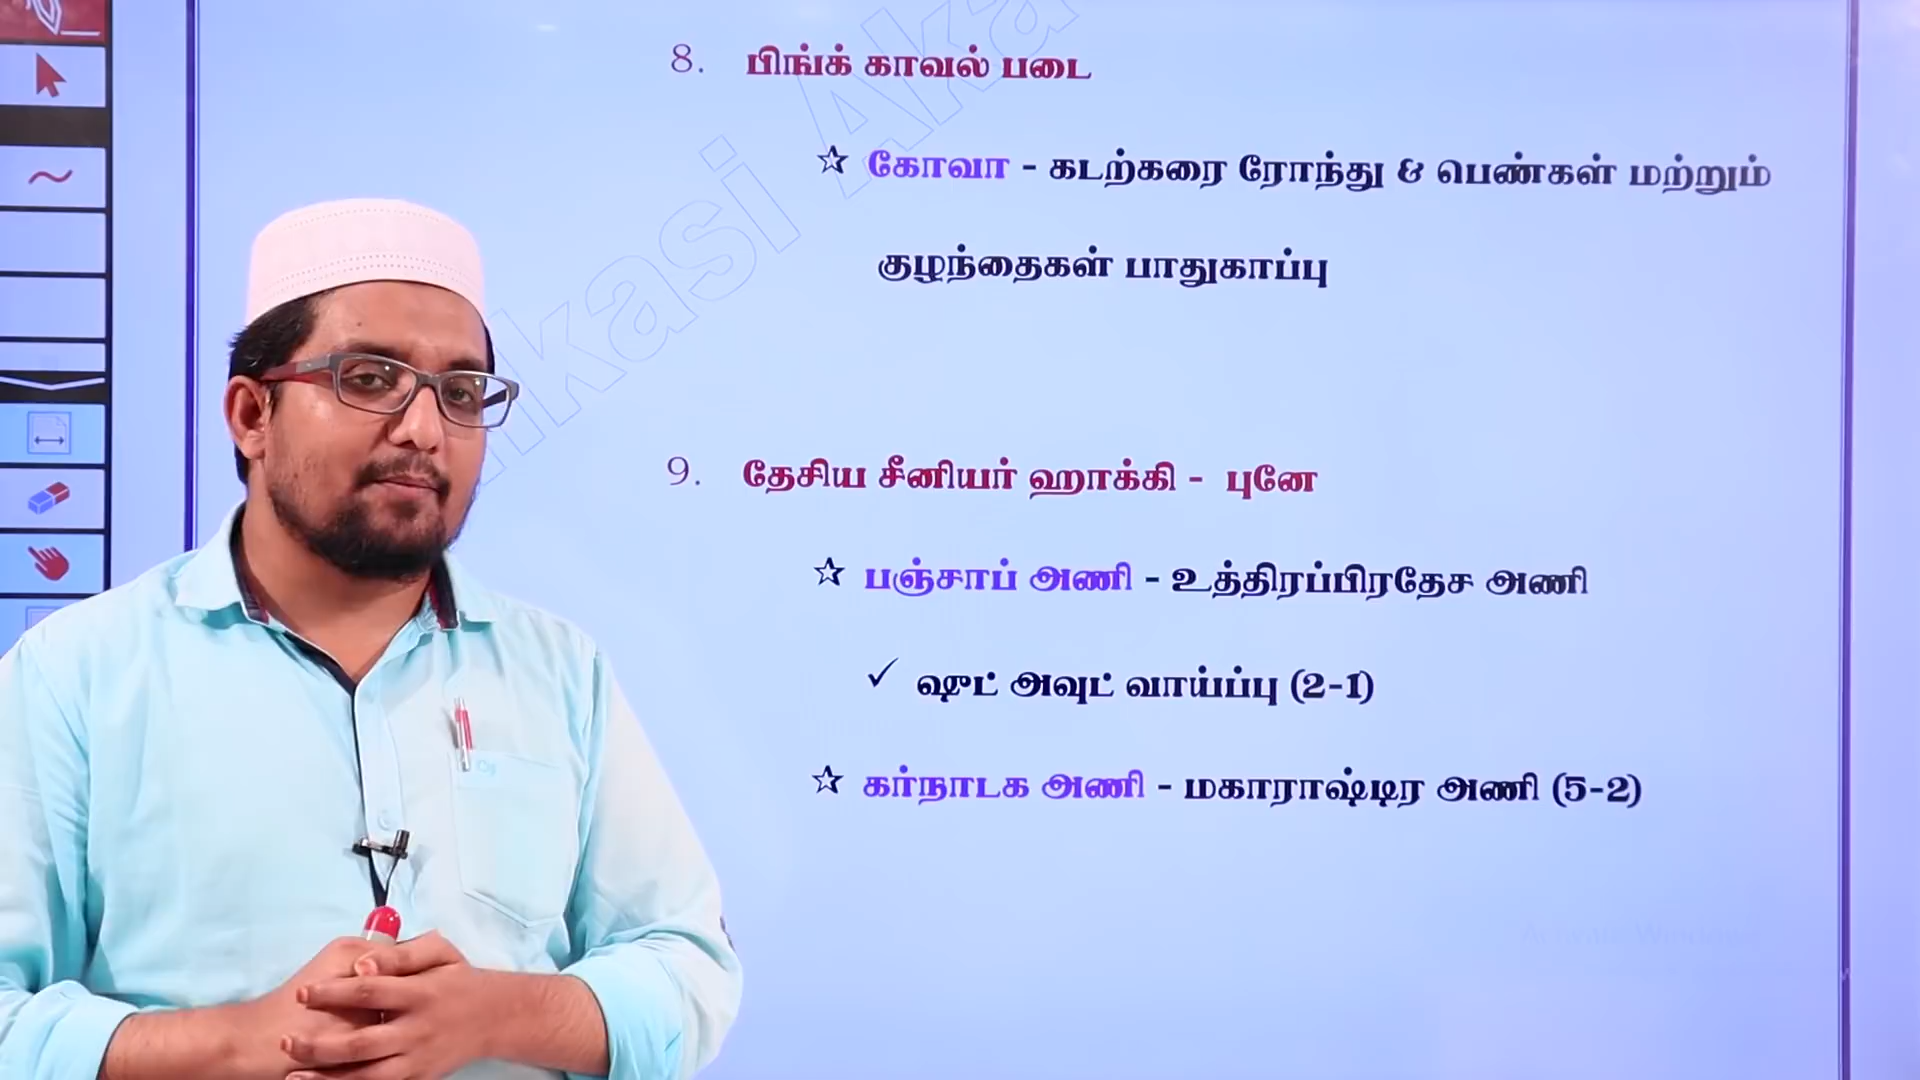 8. பிங்க் காவல் படை
☆ கோவா - கடற்கரை ரோந்து & பெண்கள் மற்றும்
குழந்தைகள் பாதுகாப்பு
9. தேசிய சீனியர் ஹாக்கி - புனே
☆ பஞ்சாப் அணி - உத்திரப்பிரதேச அணி
✓ ஷுட் அவுட் வாய்ப்பு (2-1)
☆ கர்நாடக அணி - மகாராஷ்டிர அணி (5-2)